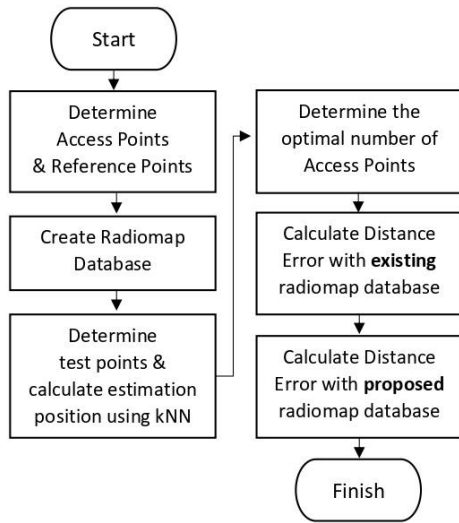 Start
Determine
Access Points
& Reference Points
Create Radiomap
Database
Determine
test points &
calculate estimation
position using kNN
Determine the
optimal number of
Access Points
Calculate Distance
Error with existing
radiomap database
Calculate Distance
Error with proposed
radiomap database
Finish